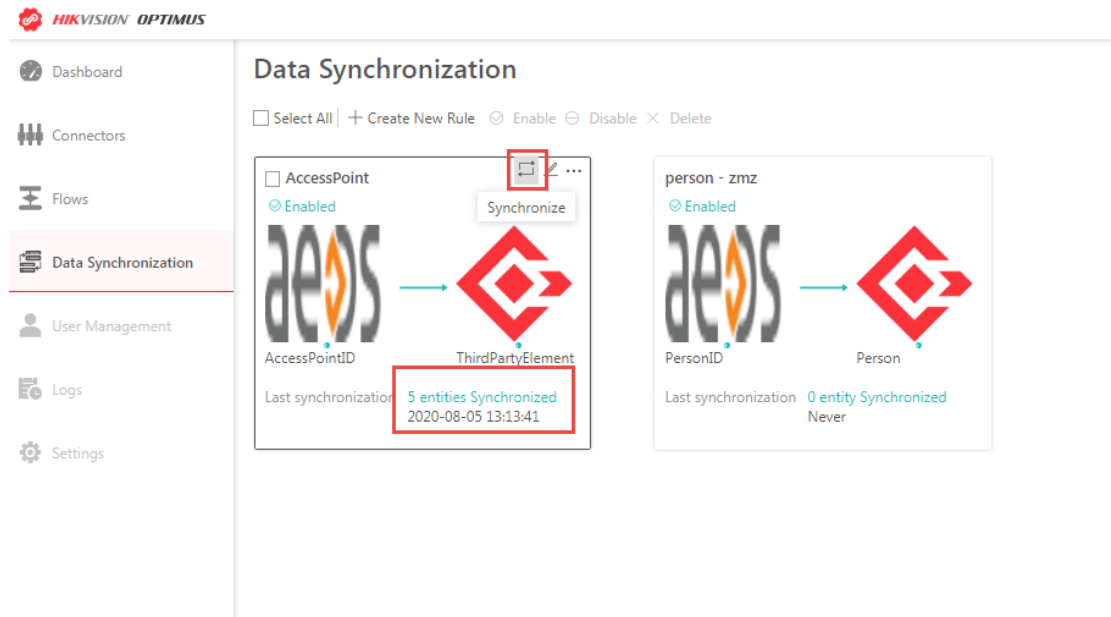 HIKVISION OPTIMUS
Dashboard
Connectors
Flows
Data Synchronization
User Management
Logs
Settings
Data Synchronization
Select All Create New Rule Enable Disable Delete
AccessPoint
Enabled
Synchronize
aeos
AccessPointID ThirdPartyElement
Last synchronization 5 entities Synchronized
2020-08-05 13:13:41
person - zmz
Enabled
aeos
PersonID Person
Last synchronization 0 entity Synchronized
Never